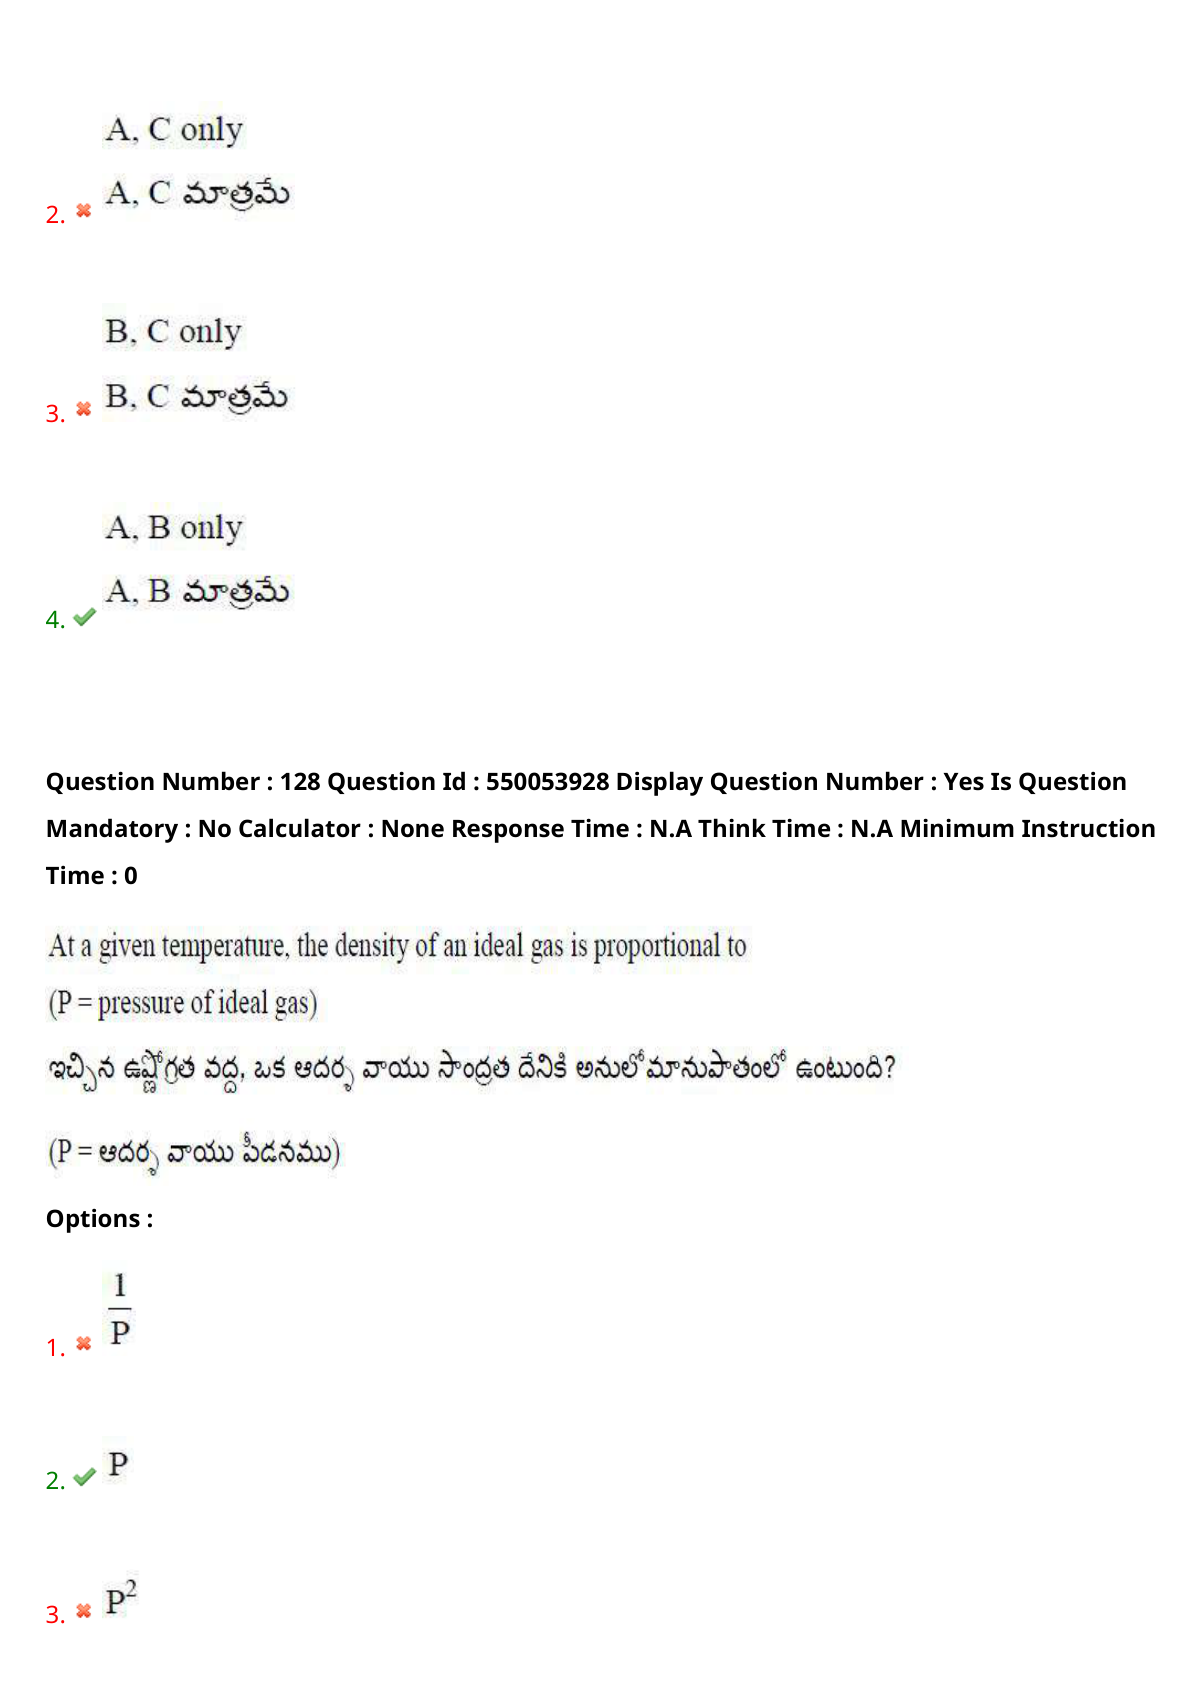 A, C only
2. A, C మాత్రమే
B, C only
3. B, C మాత్రమే
A, B only
4. A, B మాత్రమే
Question Number : 128 Question Id : 550053928 Display Question Number : Yes Is Question
Mandatory : No Calculator : None Response Time : N.A Think Time : N.A Minimum Instruction
Time : 0
At a given temperature, the density of an ideal gas is proportional to
(P = pressure of ideal gas)
ఇచ్చిన ఉష్ణోగ్రత వద్ద, ఒక ఆదర్శ వాయు సాంద్రత దేనికి అనులోమానుపాతంలో ఉంటుంది?
(P = ఆదర్శ వాయు పీడనము)
Options :
1. 1/P
2. P
3. P²